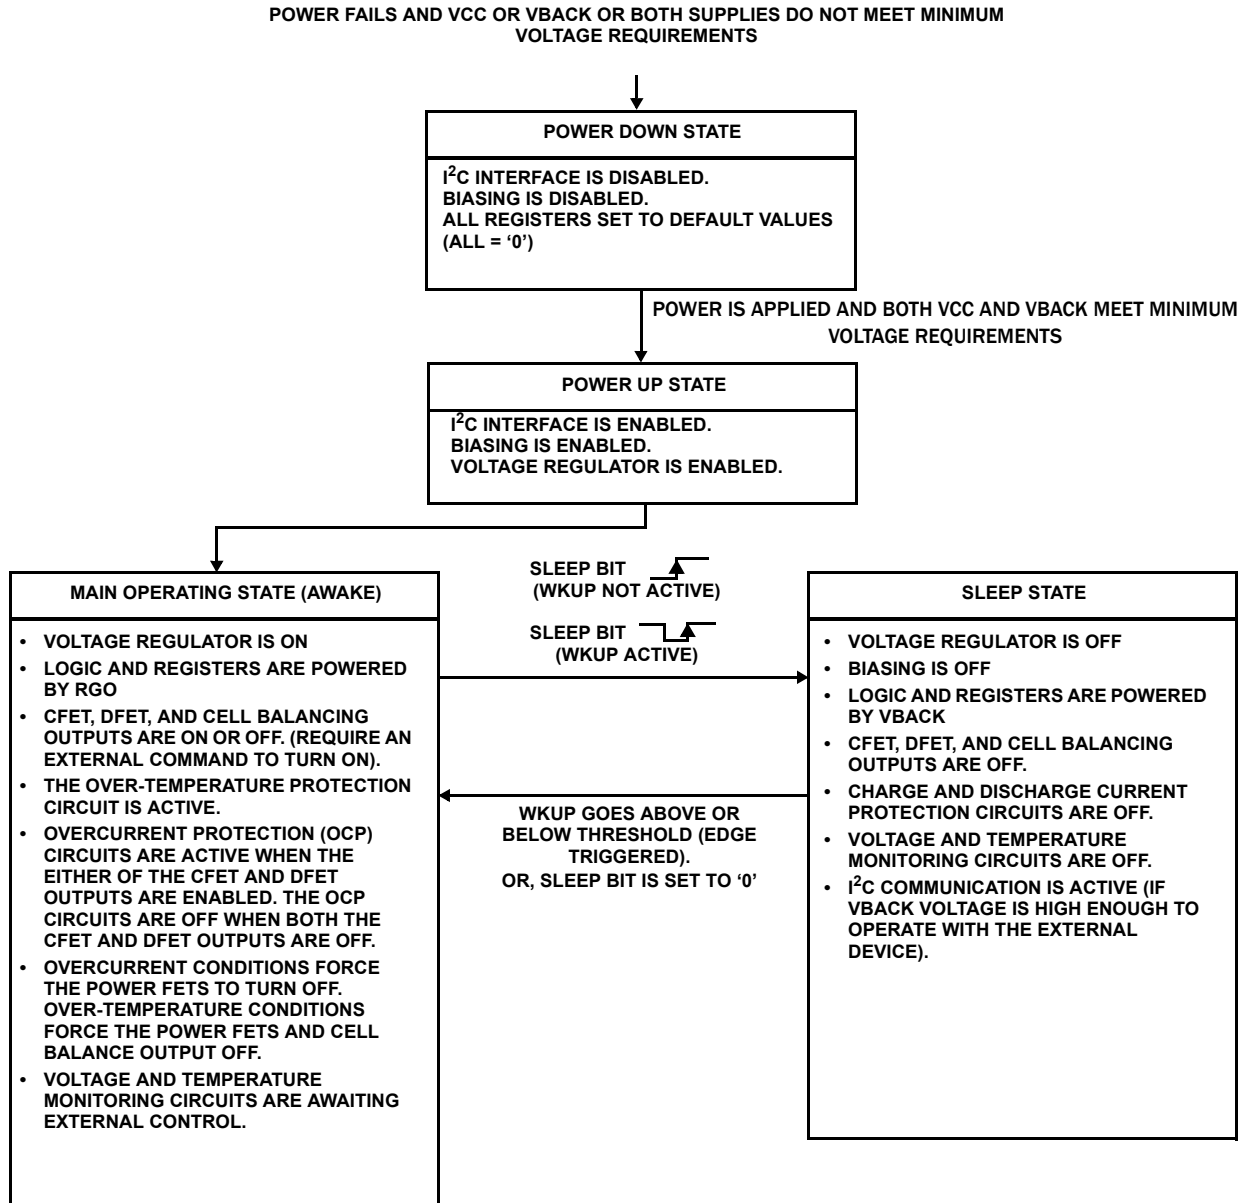 POWER FAILS AND VCC OR VBACK OR BOTH SUPPLIES DO NOT MEET MINIMUM
VOLTAGE REQUIREMENTS
POWER DOWN STATE
I²C INTERFACE IS DISABLED.
BIASING IS DISABLED.
ALL REGISTERS SET TO DEFAULT VALUES
(ALL = ‘0’)
POWER IS APPLIED AND BOTH VCC AND VBACK MEET MINIMUM
VOLTAGE REQUIREMENTS
POWER UP STATE
I²C INTERFACE IS ENABLED.
BIASING IS ENABLED.
VOLTAGE REGULATOR IS ENABLED.
MAIN OPERATING STATE (AWAKE)
• VOLTAGE REGULATOR IS ON
• LOGIC AND REGISTERS ARE POWERED
BY RGO
• CFET, DFET, AND CELL BALANCING
OUTPUTS ARE ON OR OFF. (REQUIRE AN
EXTERNAL COMMAND TO TURN ON).
• THE OVER-TEMPERATURE PROTECTION
CIRCUIT IS ACTIVE.
• OVERCURRENT PROTECTION (OCP)
CIRCUITS ARE ACTIVE WHEN THE
EITHER OF THE CFET AND DFET
OUTPUTS ARE ENABLED. THE OCP
CIRCUITS ARE OFF WHEN BOTH THE
CFET AND DFET OUTPUTS ARE OFF.
• OVERCURRENT CONDITIONS FORCE
THE POWER FETS TO TURN OFF.
OVER-TEMPERATURE CONDITIONS
FORCE THE POWER FETS AND CELL
BALANCE OUTPUT OFF.
• VOLTAGE AND TEMPERATURE
MONITORING CIRCUITS ARE AWAITING
EXTERNAL CONTROL.
SLEEP BIT
(WKUP NOT ACTIVE)
SLEEP BIT
(WKUP ACTIVE)
WKUP GOES ABOVE OR
BELOW THRESHOLD (EDGE
TRIGGERED).
OR, SLEEP BIT IS SET TO ‘0’
SLEEP STATE
• VOLTAGE REGULATOR IS OFF
• BIASING IS OFF
• LOGIC AND REGISTERS ARE POWERED
BY VBACK
• CFET, DFET, AND CELL BALANCING
OUTPUTS ARE OFF.
• CHARGE AND DISCHARGE CURRENT
PROTECTION CIRCUITS ARE OFF.
• VOLTAGE AND TEMPERATURE
MONITORING CIRCUITS ARE OFF.
• I²C COMMUNICATION IS ACTIVE (IF
VBACK VOLTAGE IS HIGH ENOUGH TO
OPERATE WITH THE EXTERNAL
DEVICE).